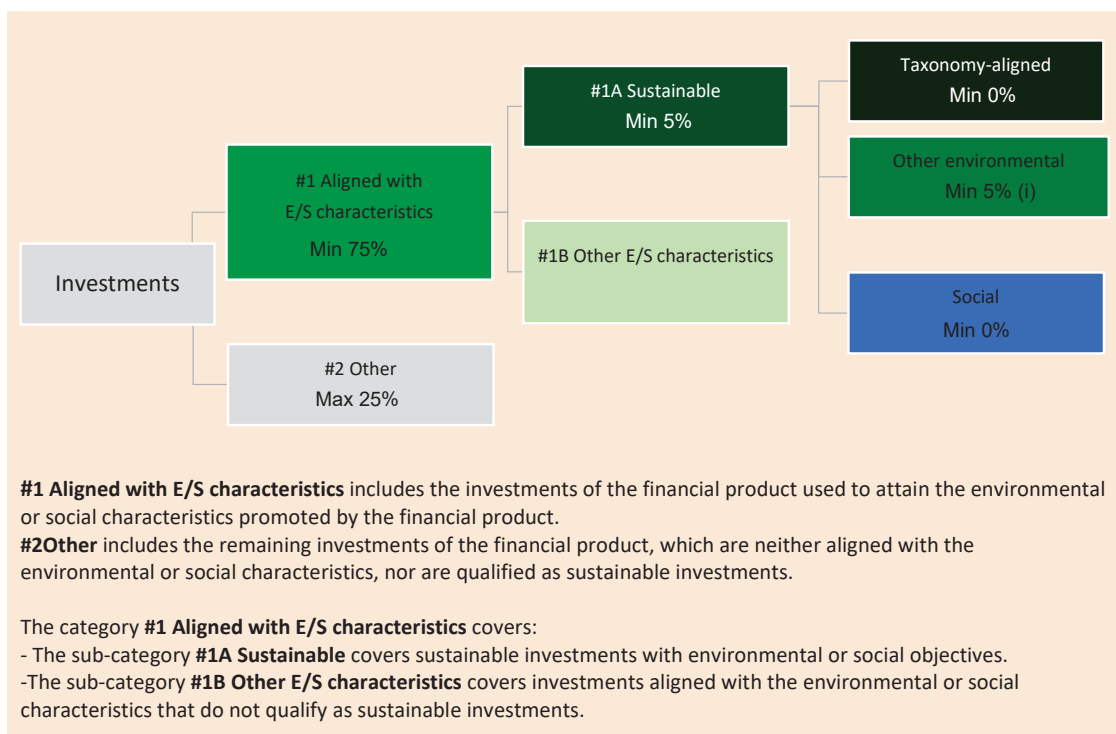 Investments
#1 Aligned with
E/S characteristics
Min 75%
#2 Other
Max 25%
#1A Sustainable
Min 5%
#1B Other E/S characteristics
Taxonomy-aligned
Min 0%
Other environmental
Min 5% (i)
Social
Min 0%
#1 Aligned with E/S characteristics includes the investments of the financial product used to attain the environmental
or social characteristics promoted by the financial product.
#2Other includes the remaining investments of the financial product, which are neither aligned with the
environmental or social characteristics, nor are qualified as sustainable investments.
The category #1 Aligned with E/S characteristics covers:
- The sub-category #1A Sustainable covers sustainable investments with environmental or social objectives.
-The sub-category #1B Other E/S characteristics covers investments aligned with the environmental or social
characteristics that do not qualify as sustainable investments.